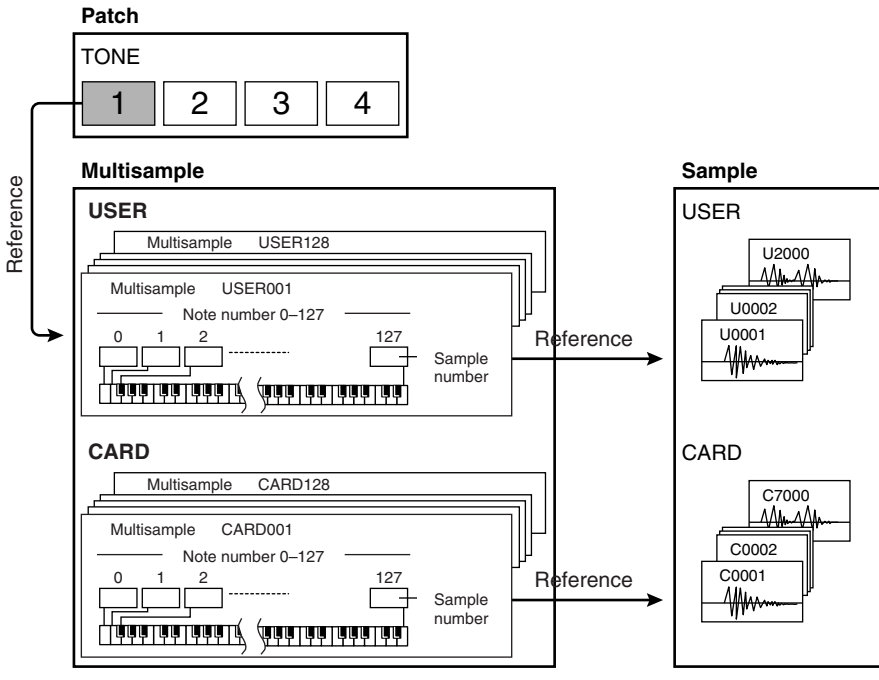 Patch
TONE
1 2 3 4
Reference
Multisample
USER
Multisample USER128
Multisample USER001
Note number 0–127
0 1 2 127
Sample
number
Reference
CARD
Multisample CARD128
Multisample CARD001
Note number 0–127
0 1 2 127
Sample
number
Reference
Sample
USER
U2000
U0002
U0001
CARD
C7000
C0002
C0001